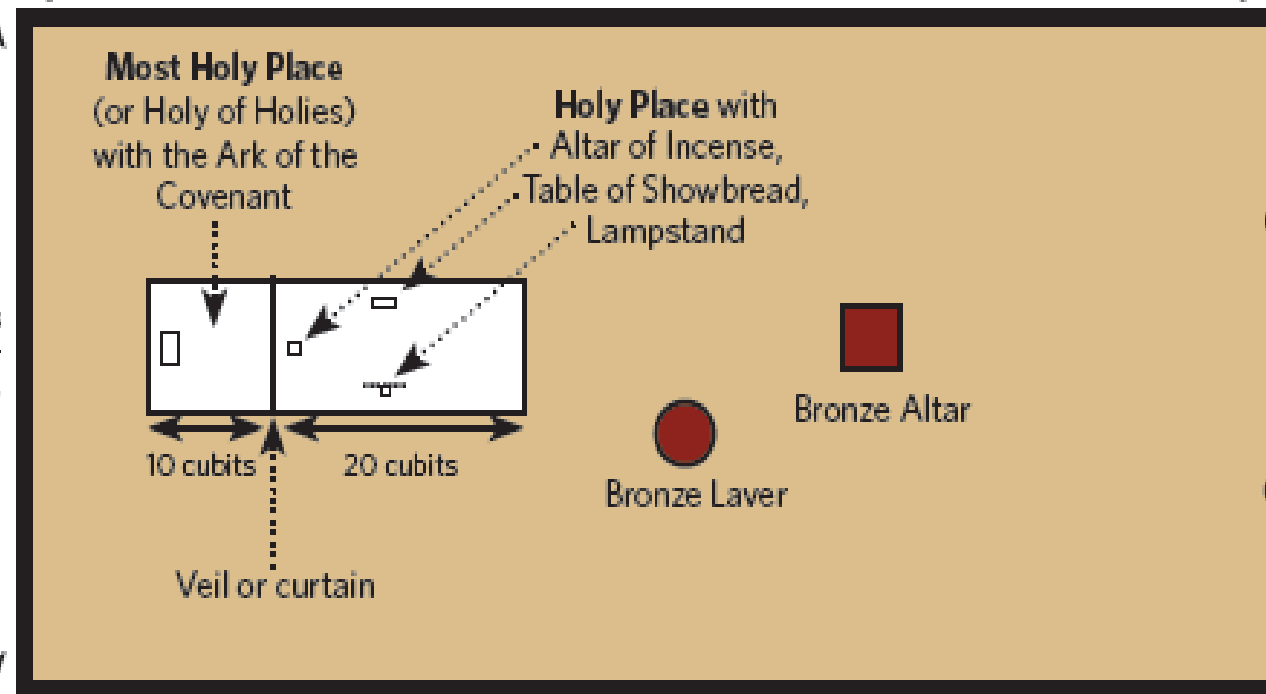 Most Holy Place
(or Holy of Holies)
with the Ark of the
Covenant
Holy Place with
Altar of Incense,
Table of Showbread,
Lampstand
10 cubits
20 cubits
Veil or curtain
Bronze Laver
Bronze Altar